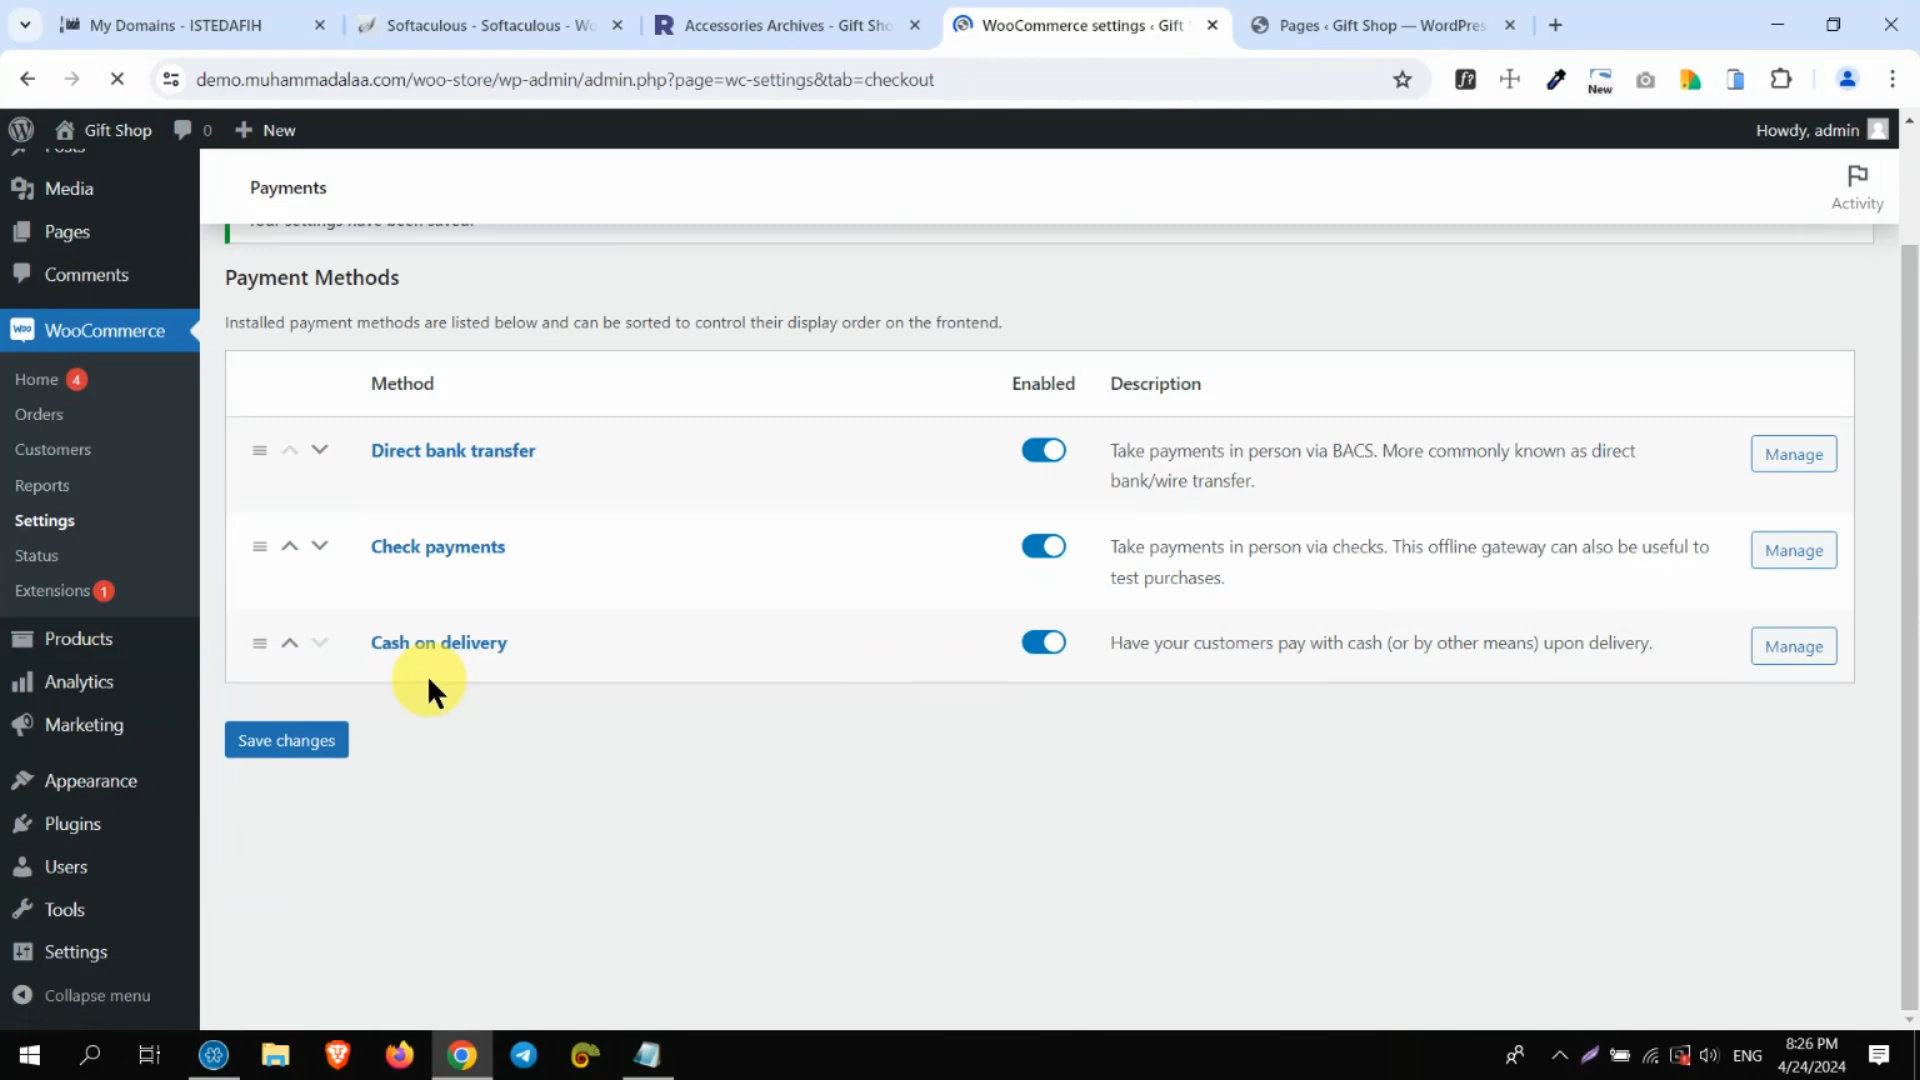 My Domains - ISTEDAFIH
Softaculous - Softaculous - Wo
Accessories Archives - Gift Sho
WooCommerce settings ‹ Gift
Pages ‹ Gift Shop — WordPres
demo.muhammadalaa.com/woo-store/wp-admin/admin.php?page=wc-settings&tab=checkout
New
Gift Shop
0
New
Howdy, admin
Posts
Media
Pages
Comments
WooCommerce
Home 4
Orders
Customers
Reports
Settings
Status
Extensions 1
Products
Analytics
Marketing
Appearance
Plugins
Users
Tools
Settings
Collapse menu
Payments
Activity
Your settings have been saved.
Payment Methods
Installed payment methods are listed below and can be sorted to control their display order on the frontend.
Method Enabled Description
Direct bank transfer
Take payments in person via BACS. More commonly known as direct
bank/wire transfer.
Manage
Check payments
Take payments in person via checks. This offline gateway can also be useful to
test purchases.
Manage
Cash on delivery
Have your customers pay with cash (or by other means) upon delivery.
Manage
Save changes
ENG
8:26 PM
4/24/2024